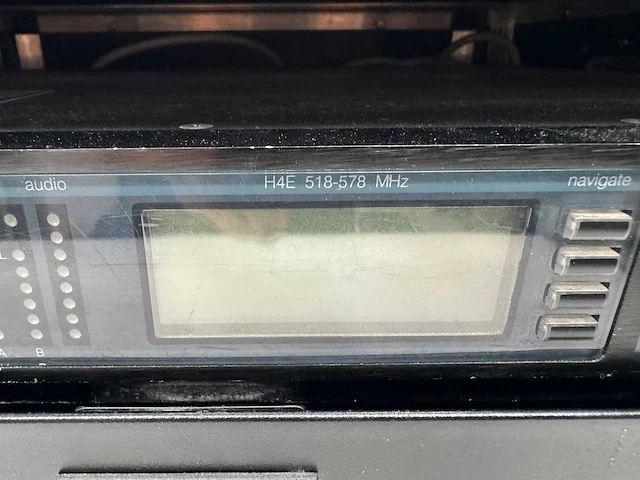 audio
H4E 518-578 MHz
navigate
L
A B